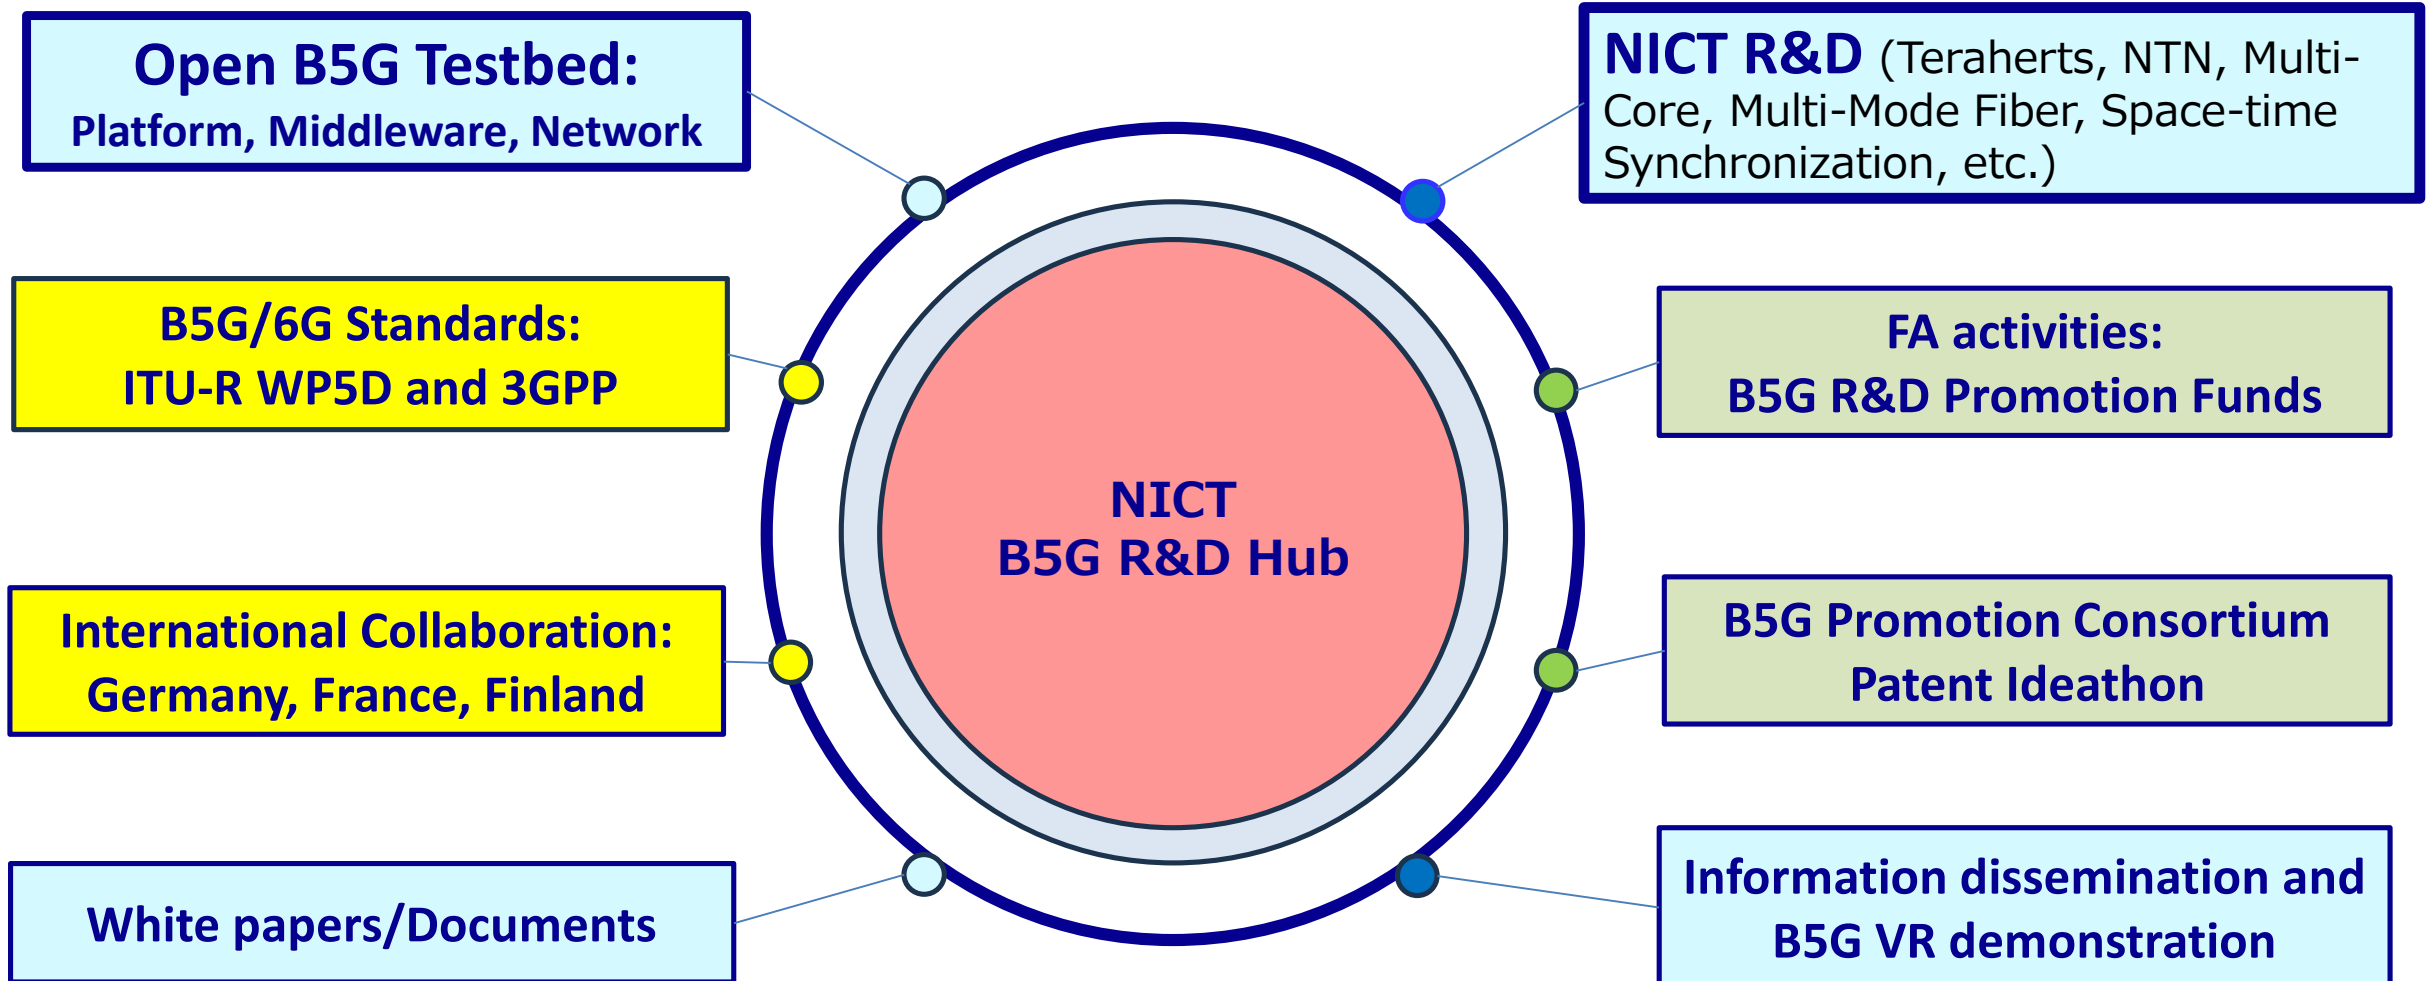 Open B5G Testbed:
Platform, Middleware, Network
NICT R&D (Teraherts, NTN, Multi-
Core, Multi-Mode Fiber, Space-time
Synchronization, etc.)
B5G/6G Standards:
ITU-R WP5D and 3GPP
FA activities:
B5G R&D Promotion Funds
NICT
B5G R&D Hub
International Collaboration:
Germany, France, Finland
B5G Promotion Consortium
Patent Ideathon
White papers/Documents
Information dissemination and
B5G VR demonstration